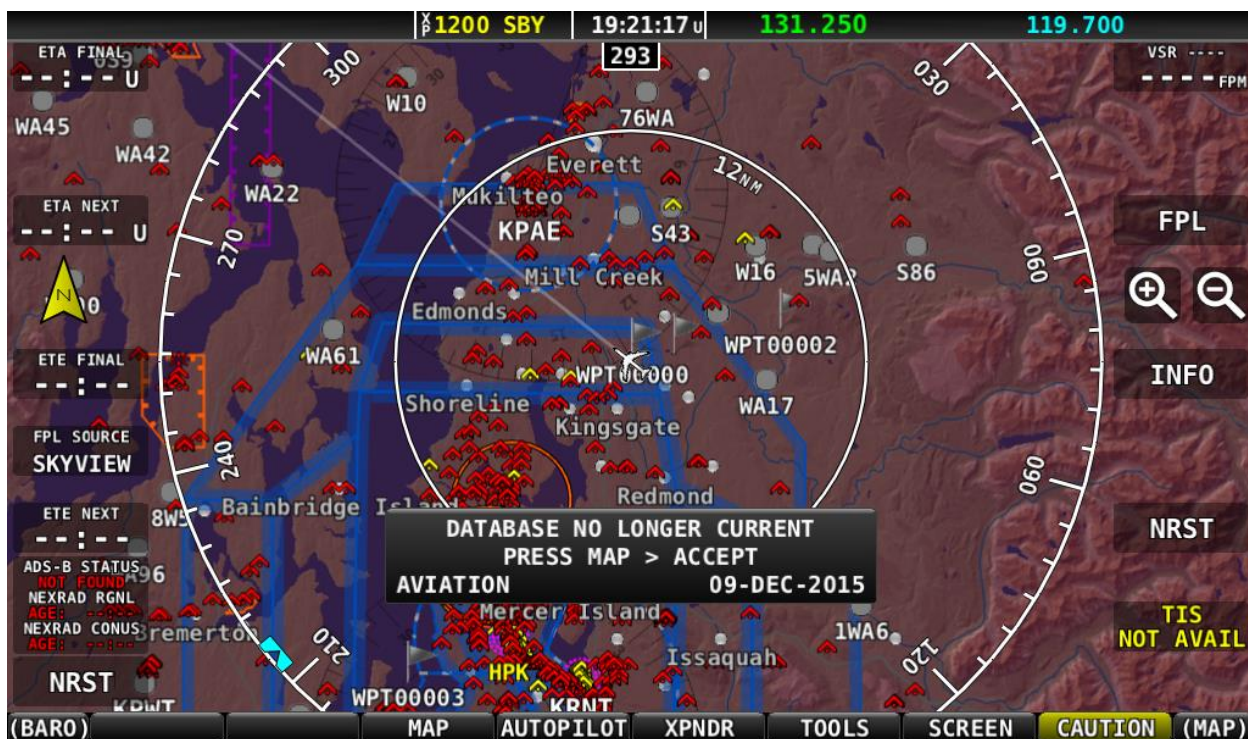 XP 1200 SBY
19:21:17 U
131.250
119.700
ETA FINAL
--:-- U
293
VSR ----
----FPM
300
030
W10
76WA
WA45
WA42
Everett
12NM
WA22
Mukilteo
ETA NEXT
--:-- U
KPAE
S43
FPL
270
W16
S86
060
Mill Creek
N
Edmonds
WPT00002
ETE FINAL
--:--
WA61
WPT00000
INFO
Shoreline
WA17
Kingsgate
FPL SOURCE
SKYVIEW
240
Redmond
ETE NEXT
--:--
8W5
Bainbridge Island
DATABASE NO LONGER CURRENT
PRESS MAP > ACCEPT
AVIATION 09-DEC-2015
NRST
ADS-B STATUS
NOT FOUND
NEXRAD RGNL
AGE: --:--
NEXRAD CONUS
AGE: --:--
Bremerton
Mercer Island
TIS
NOT AVAIL
210
1WA6
120
Issaquah
HPK
NRST
KPWT
WPT00003
KRNT
(BARO) MAP AUTOPILOT XPNDR TOOLS SCREEN CAUTION (MAP)